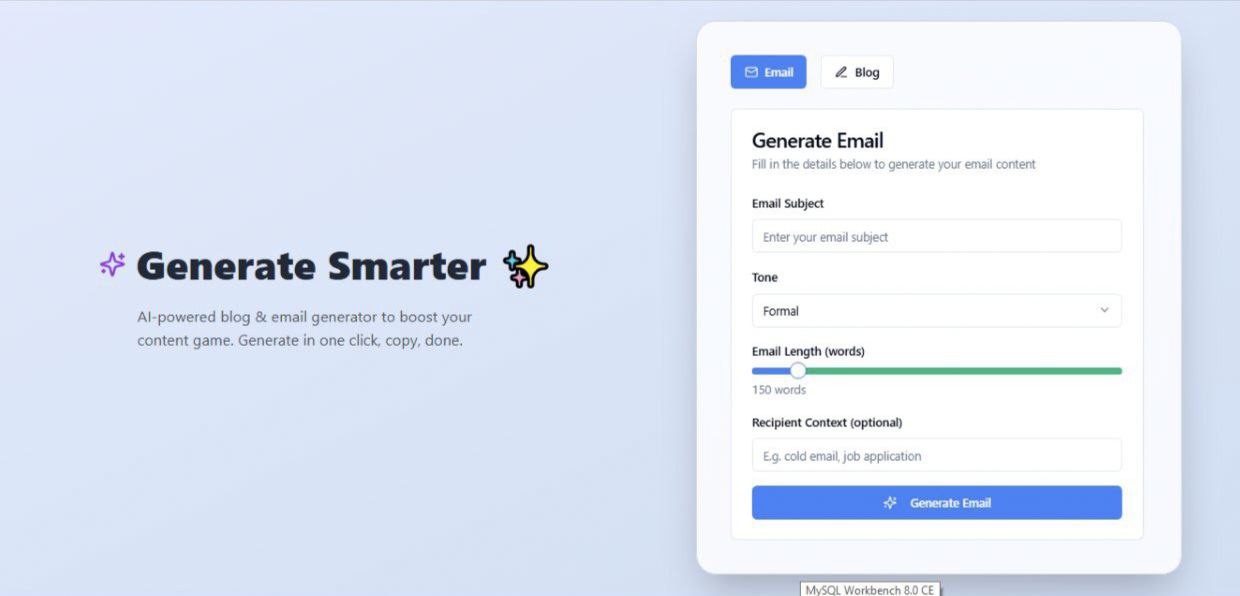 Generate Smarter
AI-powered blog & email generator to boost your
content game. Generate in one click, copy, done.
Email
Blog
Generate Email
Fill in the details below to generate your email content
Email Subject
Enter your email subject
Tone
Formal
Email Length (words)
150 words
Recipient Context (optional)
E.g. cold email, job application
Generate Email
MySQL Workbench 8.0 CE